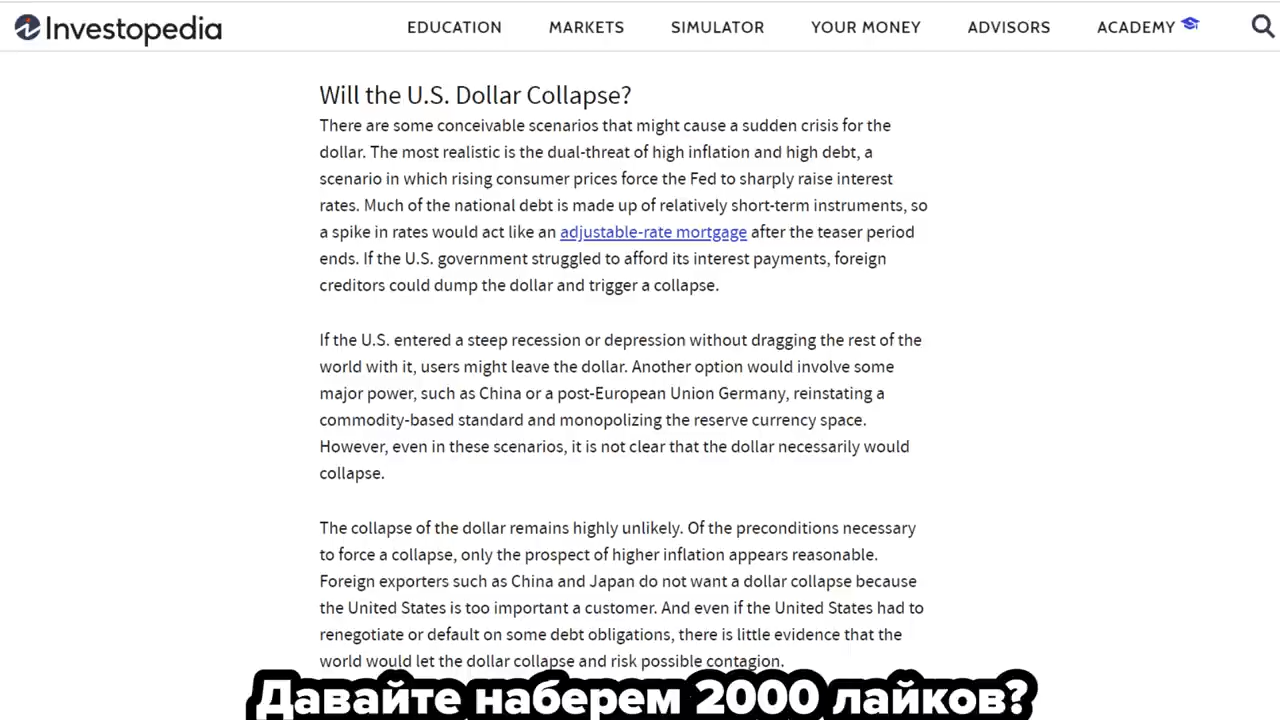 Investopedia
EDUCATION MARKETS SIMULATOR YOUR MONEY ADVISORS ACADEMY
Will the U.S. Dollar Collapse?
There are some conceivable scenarios that might cause a sudden crisis for the
dollar. The most realistic is the dual-threat of high inflation and high debt, a
scenario in which rising consumer prices force the Fed to sharply raise interest
rates. Much of the national debt is made up of relatively short-term instruments, so
a spike in rates would act like an adjustable-rate mortgage after the teaser period
ends. If the U.S. government struggled to afford its interest payments, foreign
creditors could dump the dollar and trigger a collapse.
If the U.S. entered a steep recession or depression without dragging the rest of the
world with it, users might leave the dollar. Another option would involve some
major power, such as China or a post-European Union Germany, reinstating a
commodity-based standard and monopolizing the reserve currency space.
However, even in these scenarios, it is not clear that the dollar necessarily would
collapse.
The collapse of the dollar remains highly unlikely. Of the preconditions necessary
to force a collapse, only the prospect of higher inflation appears reasonable.
Foreign exporters such as China and Japan do not want a dollar collapse because
the United States is too important a customer. And even if the United States had to
renegotiate or default on some debt obligations, there is little evidence that the
world would let the dollar collapse and risk possible contagion.
Давайте наберем 2000 лайков?